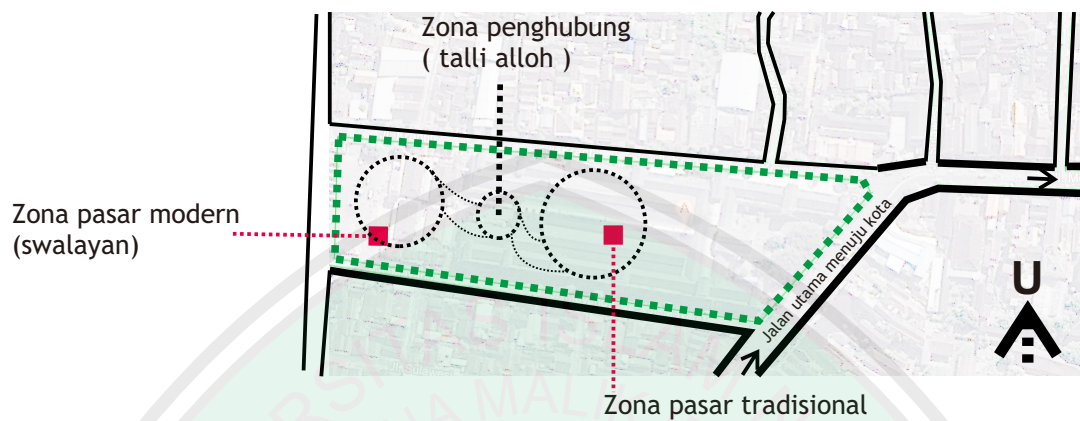 Zona penghubung
( talli alloh )
Zona pasar modern
(swalayan)
Jalan utama menuju kota
U
Zona pasar tradisional